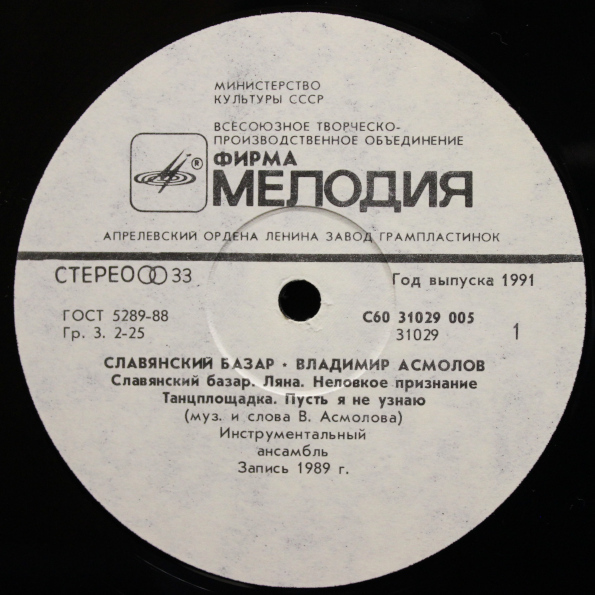 МИНИСТЕРСТВО
КУЛЬТУРЫ СССР
ВСЕСОЮЗНОЕ ТВОРЧЕСКО-
ПРОИЗВОДСТВЕННОЕ ОБЪЕДИНЕНИЕ
®
ФИРМА
МЕЛОДИЯ
АПРЕЛЕВСКИЙ ОРДЕНА ЛЕНИНА ЗАВОД ГРАМПЛАСТИНОК
СТЕРЕО 33
Год выпуска 1991
ГОСТ 5289-88
С60 31029 005
Гр. 3. 2-25
31029
1
СЛАВЯНСКИЙ БАЗАР · ВЛАДИМИР АСМОЛОВ
Славянский базар. Ляна. Неловкое признание
Танцплощадка. Пусть я не узнаю
(муз. и слова В. Асмолова)
Инструментальный
ансамбль
Запись 1989 г.